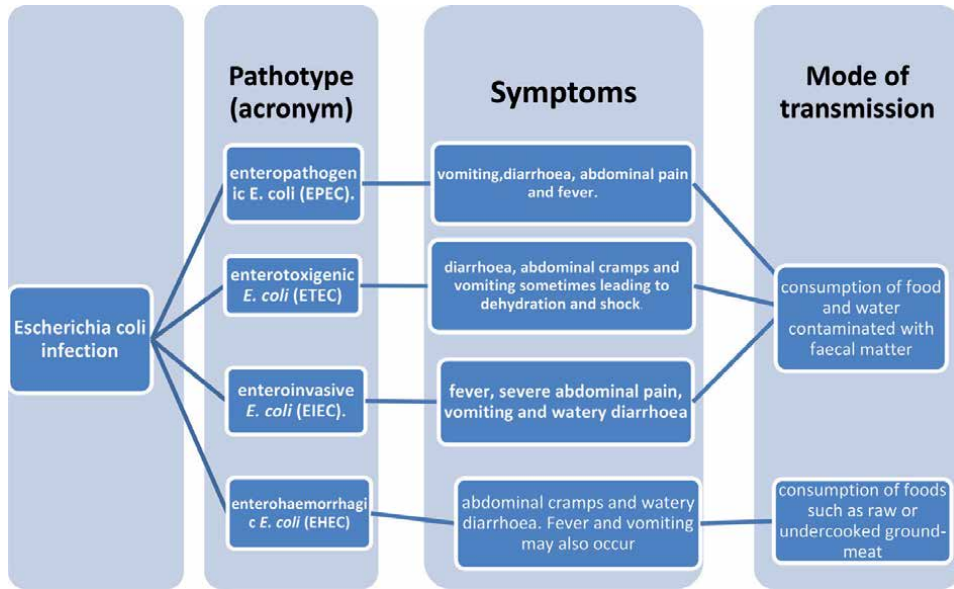 Pathotype
(acronym)
Symptoms
Mode of
transmission
Escherichia coli
infection
enteropathogen
ic E. coli (EPEC).
vomiting,diarrhoea, abdominal pain
and fever.
enterotoxigenic
E. coli (ETEC)
diarrhoea, abdominal cramps and
vomiting sometimes leading to
dehydration and shock.
consumption of food
and water
contaminated with
faecal matter
enteroinvasive
E. coli (EIEC).
fever, severe abdominal pain,
vomiting and watery diarrhoea
enterohaemorrhagi
c E. coli (EHEC)
abdominal cramps and watery
diarrhoea. Fever and vomiting
may also occur
consumption of foods
such as raw or
undercooked ground-
meat